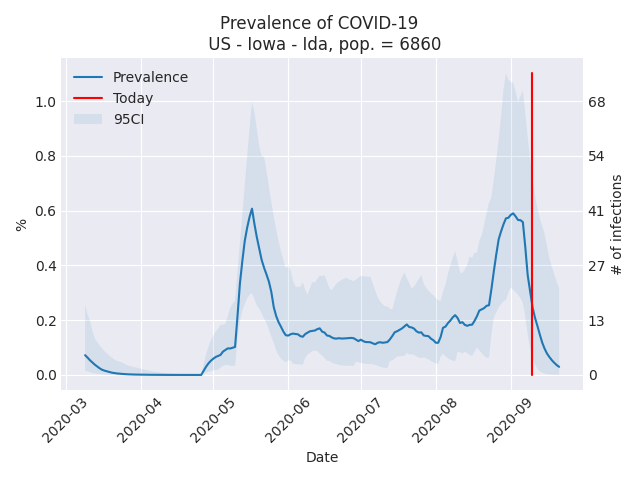 Prevalence of COVID-19
US - Iowa - Ida, pop. = 6860
Prevalence
Today
95CI
1.0
0.8
0.6
0.4
0.2
0.0
%
68
54
41
27
13
0
# of infections
2020-03
2020-04
2020-05
2020-06
2020-07
2020-08
2020-09
Date